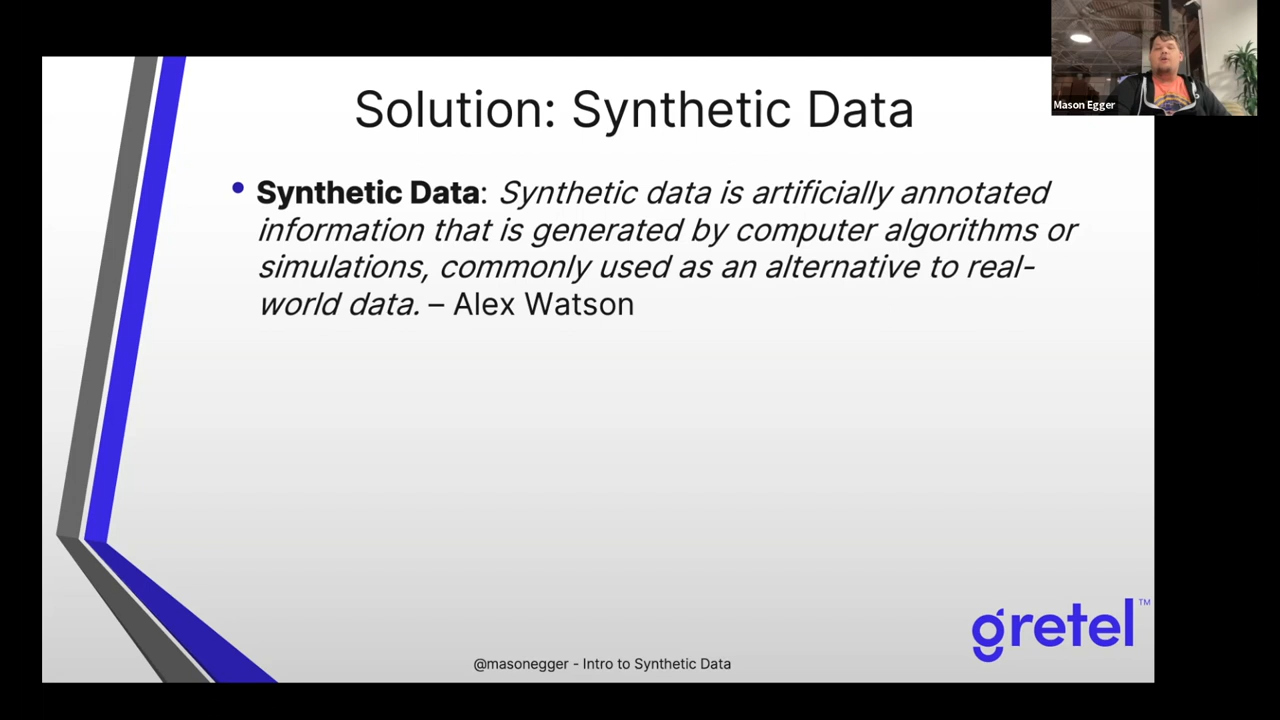 Mason Egger
Solution: Synthetic Data
• Synthetic Data: Synthetic data is artificially annotated
information that is generated by computer algorithms or
simulations, commonly used as an alternative to real-
world data. – Alex Watson
gretel™
@masonegger - Intro to Synthetic Data